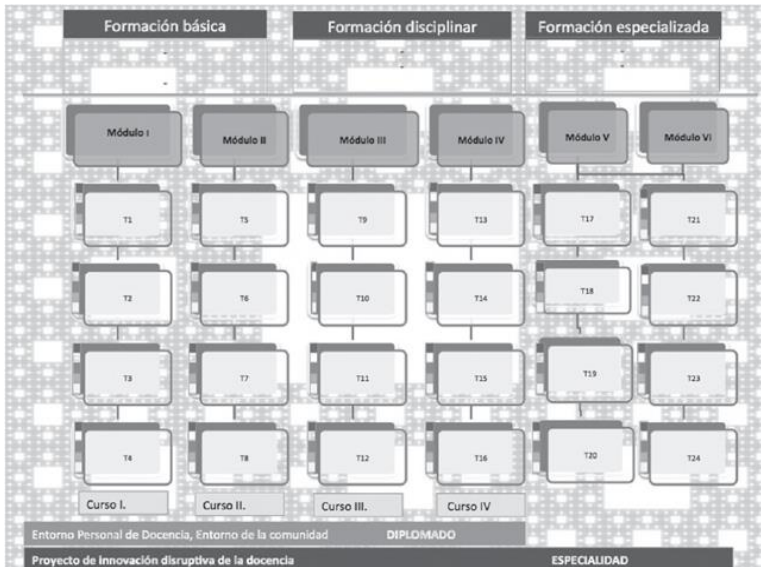 Formación básica Formación disciplinar Formación especializada
- - -
-
Módulo I Módulo II Módulo III Módulo IV Módulo V Módulo Vi
T1 T5 T9 T13 T17 T21
T2 T6 T10 T14 T18 T22
T3 T7 T11 T15 T19 T23
T4 T8 T12 T16 T20 T24
Curso I. Curso II. Curso III. Curso IV
Entorno Personal de Docencia, Entorno de la comunidad DIPLOMADO
Proyecto de innovación disruptiva de la docencia ESPECIALIDAD